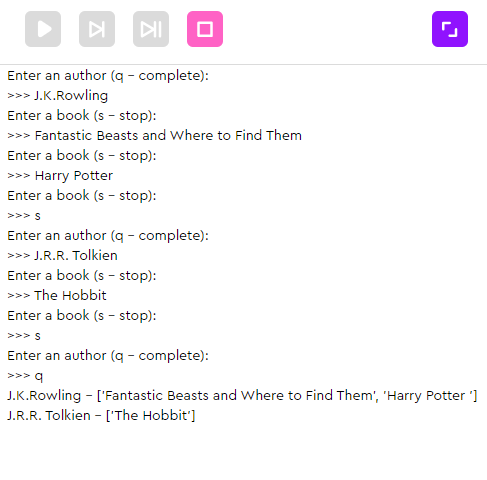 Enter an author (q - complete):
>>> J.K.Rowling
Enter a book (s - stop):
>>> Fantastic Beasts and Where to Find Them
Enter a book (s - stop):
>>> Harry Potter
Enter a book (s - stop):
>>> s
Enter an author (q - complete):
>>> J.R.R. Tolkien
Enter a book (s - stop):
>>> The Hobbit
Enter a book (s - stop):
>>> s
Enter an author (q - complete):
>>> q
J.K.Rowling - ['Fantastic Beasts and Where to Find Them', 'Harry Potter ']
J.R.R. Tolkien - ['The Hobbit']